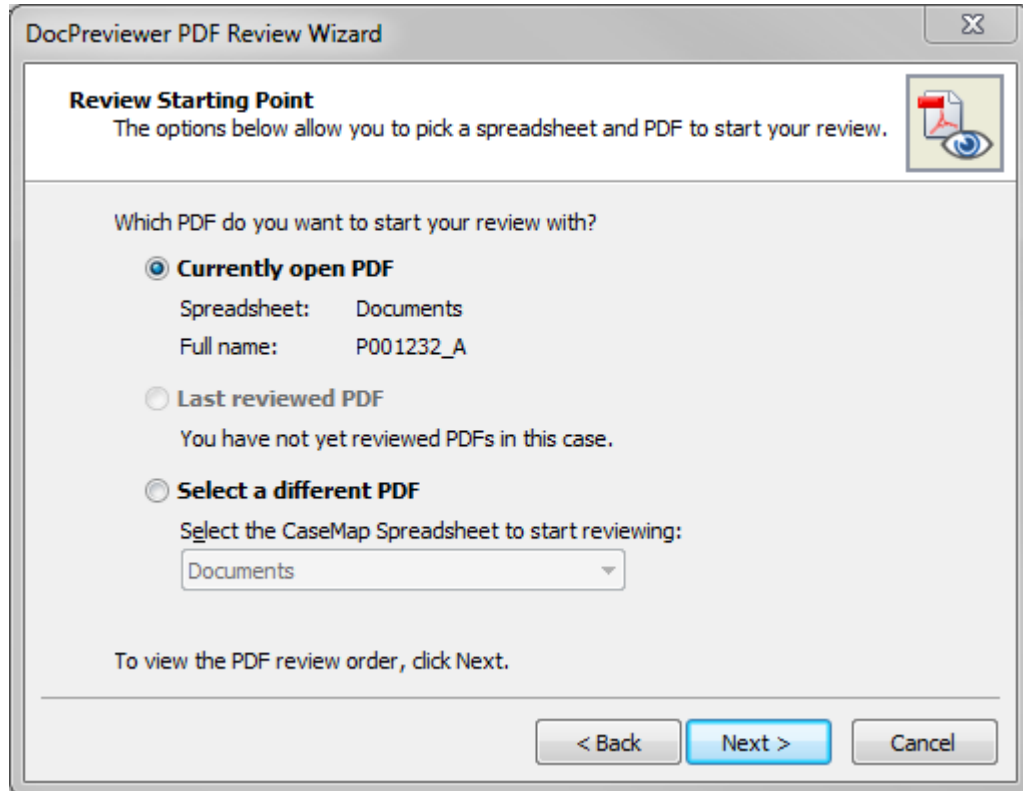 DocPreviewer PDF Review Wizard
Review Starting Point
The options below allow you to pick a spreadsheet and PDF to start your review.
Which PDF do you want to start your review with?
Currently open PDF
Spreadsheet: Documents
Full name: P001232_A
Last reviewed PDF
You have not yet reviewed PDFs in this case.
Select a different PDF
Select the CaseMap Spreadsheet to start reviewing:
Documents
To view the PDF review order, click Next.
< Back Next > Cancel